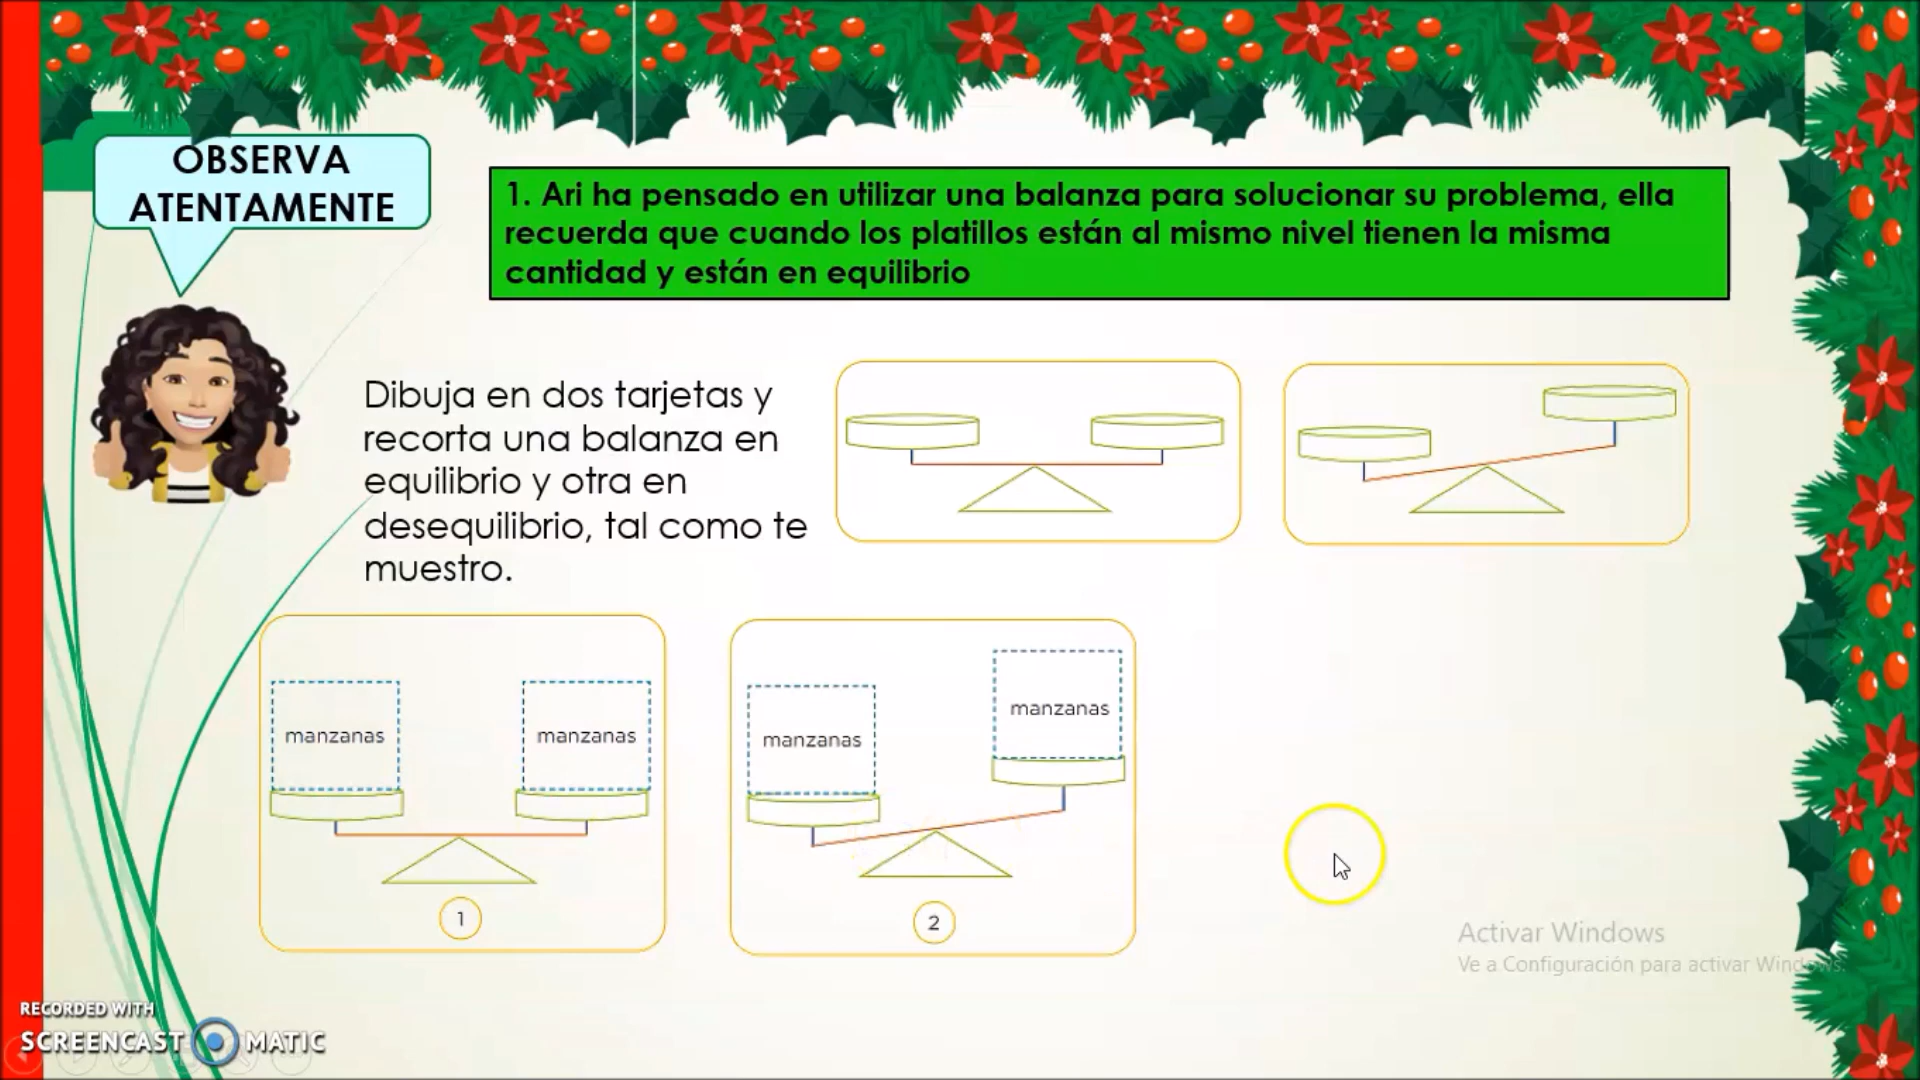 OBSERVA
ATENTAMENTE
1. Ari ha pensado en utilizar una balanza para solucionar su problema, ella
recuerda que cuando los platillos están al mismo nivel tienen la misma
cantidad y están en equilibrio
Dibuja en dos tarjetas y
recorta una balanza en
equilibrio y otra en
desequilibrio, tal como te
muestro.
manzanas
manzanas
1
manzanas
manzanas
2
Activar Windows
Ve a Configuración para activar Windows.
RECORDED WITH
SCREENCAST MATIC